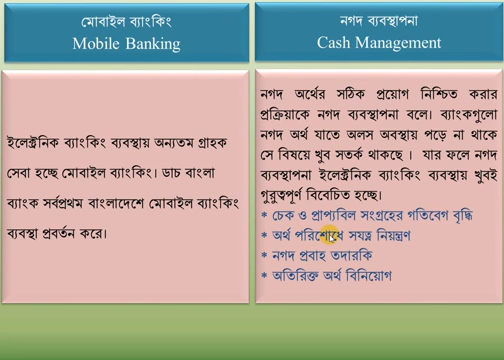 মোবাইল ব্যাংকিং
Mobile Banking
ইলেক্ট্রনিক ব্যাংকিং ব্যবস্থায় অন্যতম গ্রাহক
সেবা হচ্ছে মোবাইল ব্যাংকিং। ডাচ বাংলা
ব্যাংক সর্বপ্রথম বাংলাদেশে মোবাইল ব্যাংকিং
ব্যবস্থা প্রবর্তন করে।
নগদ ব্যবস্থাপনা
Cash Management
নগদ অর্থের সঠিক প্রয়োগ নিশ্চিত করার
প্রক্রিয়াকে নগদ ব্যবস্থাপনা বলে। ব্যাংকগুলো
নগদ অর্থ যাতে অলস অবস্থায় পড়ে না থাকে
সে বিষয়ে খুব সতর্ক থাকছে । যার ফলে নগদ
ব্যবস্থাপনা ইলেক্ট্রনিক ব্যাংকিং ব্যবস্থায় খুবই
গুরুত্বপূর্ণ বিবেচিত হচ্ছে।
* চেক ও প্রাপ্যবিল সংগ্রহের গতিবেগ বৃদ্ধি
* অর্থ পরিশোধে সযত্ন নিয়ন্ত্রণ
* নগদ প্রবাহ তদারকি
* অতিরিক্ত অর্থ বিনিয়োগ